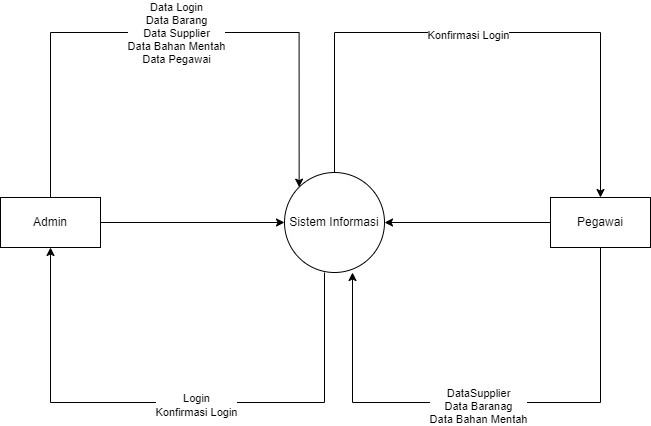 Data Login
Data Barang
Data Supplier
Data Bahan Mentah
Data Pegawai
Konfirmasi Login
Admin
Sistem Informasi
Pegawai
Login
Konfirmasi Login
DataSupplier
Data Baranag
Data Bahan Mentah